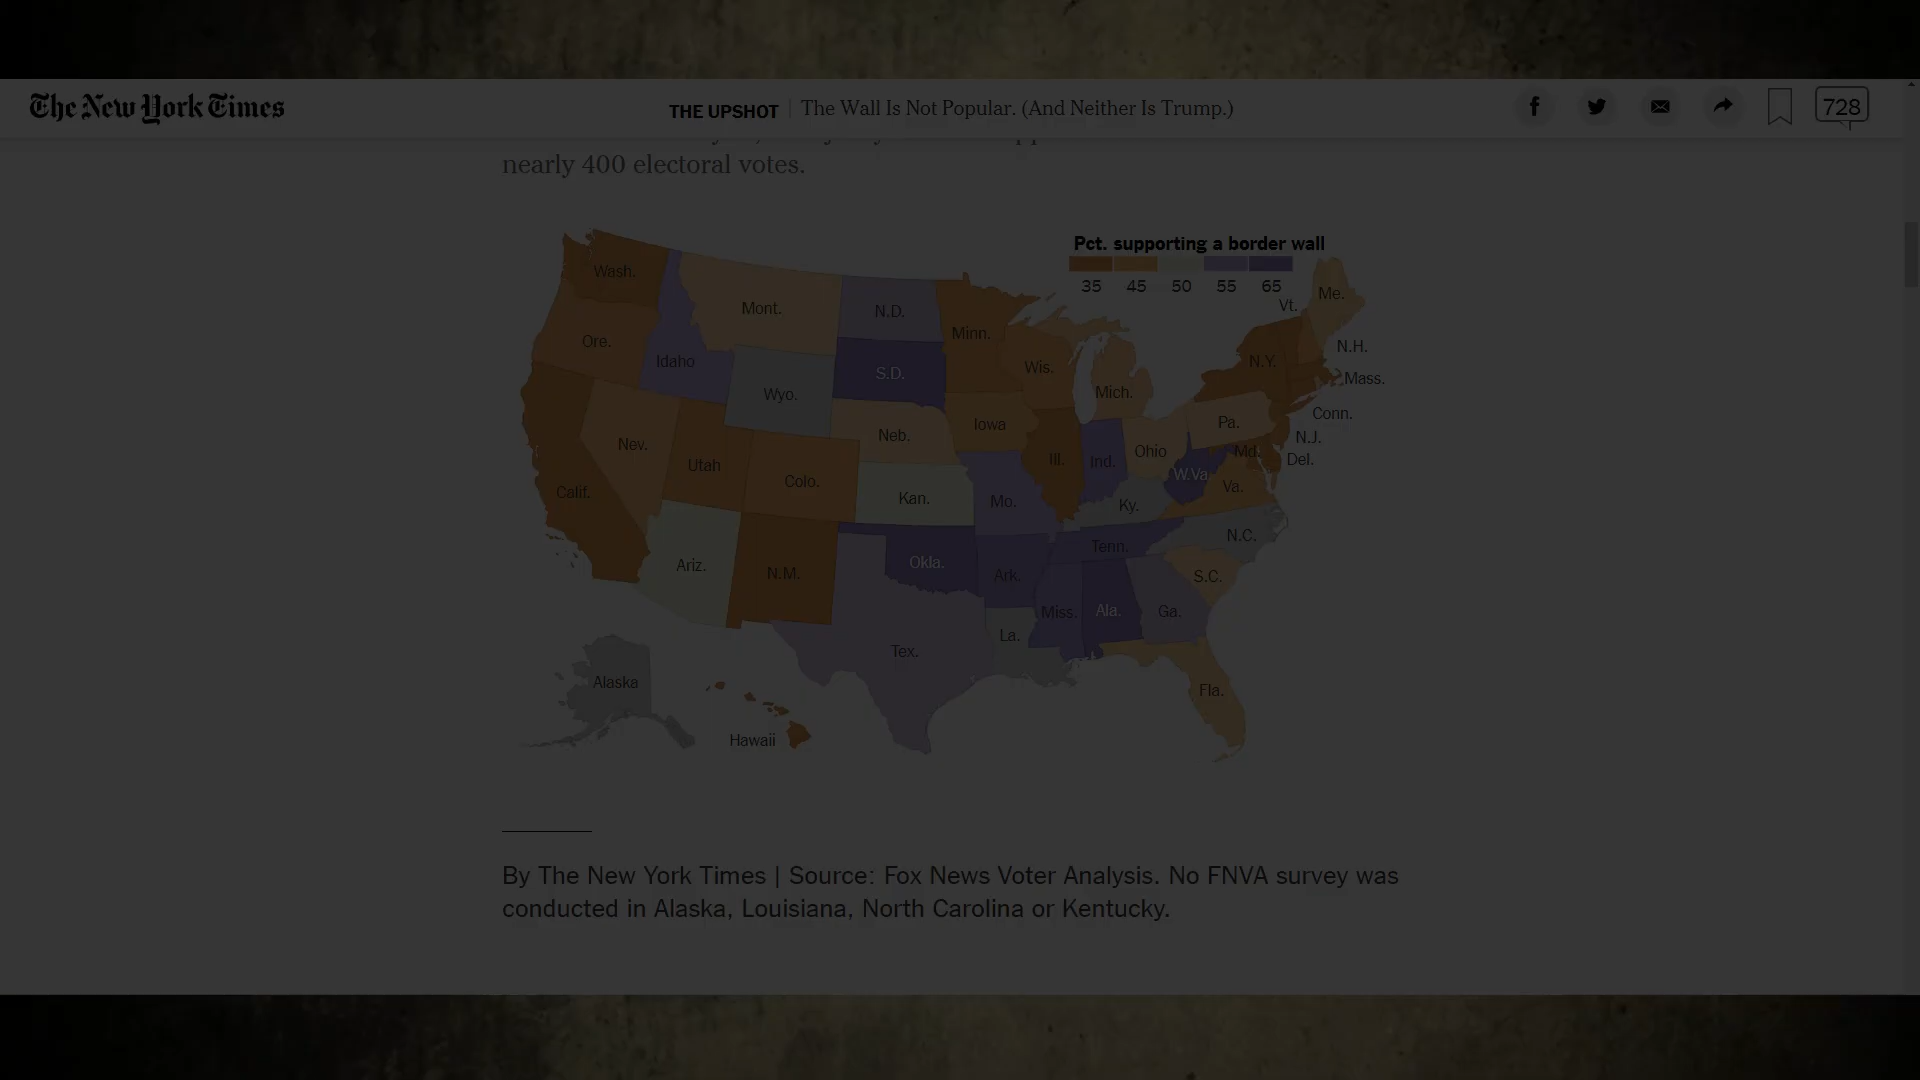 The New York Times
THE UPSHOT | The Wall Is Not Popular. (And Neither Is Trump.)
728
nearly 400 electoral votes.
Pct. supporting a border wall
35 45 50 55 65
Wash.
Mont.
N.D.
Minn.
Vt.
Me.
Ore.
Idaho
S.D.
Wis.
N.Y.
N.H.
Wyo.
Mich.
Mass.
Neb.
Iowa
Pa.
Conn.
Nev.
Utah
Colo.
Ill.
Ind.
Ohio
Md.
N.J.
Del.
Calif.
Kan.
Mo.
W.Va.
Va.
Ky.
Ariz.
N.M.
Okla.
Ark.
Tenn.
N.C.
S.C.
Miss.
Ala.
Ga.
Tex.
La.
Alaska
Fla.
Hawaii
By The New York Times | Source: Fox News Voter Analysis. No FNVA survey was
conducted in Alaska, Louisiana, North Carolina or Kentucky.